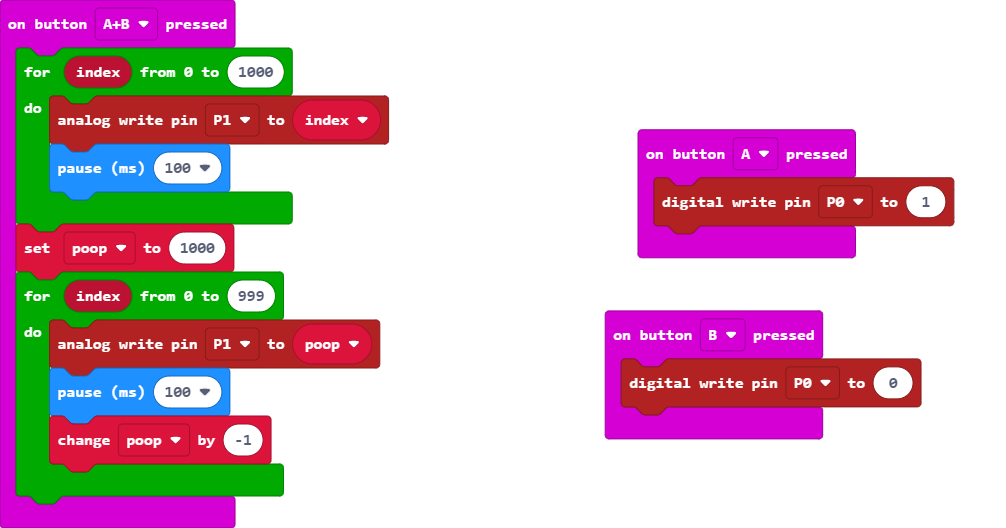 on button A+B pressed
for index from 0 to 1000
do
analog write pin P1 to index
pause (ms) 100
set poop to 1000
for index from 0 to 999
do
analog write pin P1 to poop
pause (ms) 100
change poop by -1
on button A pressed
digital write pin P0 to 1
on button B pressed
digital write pin P0 to 0